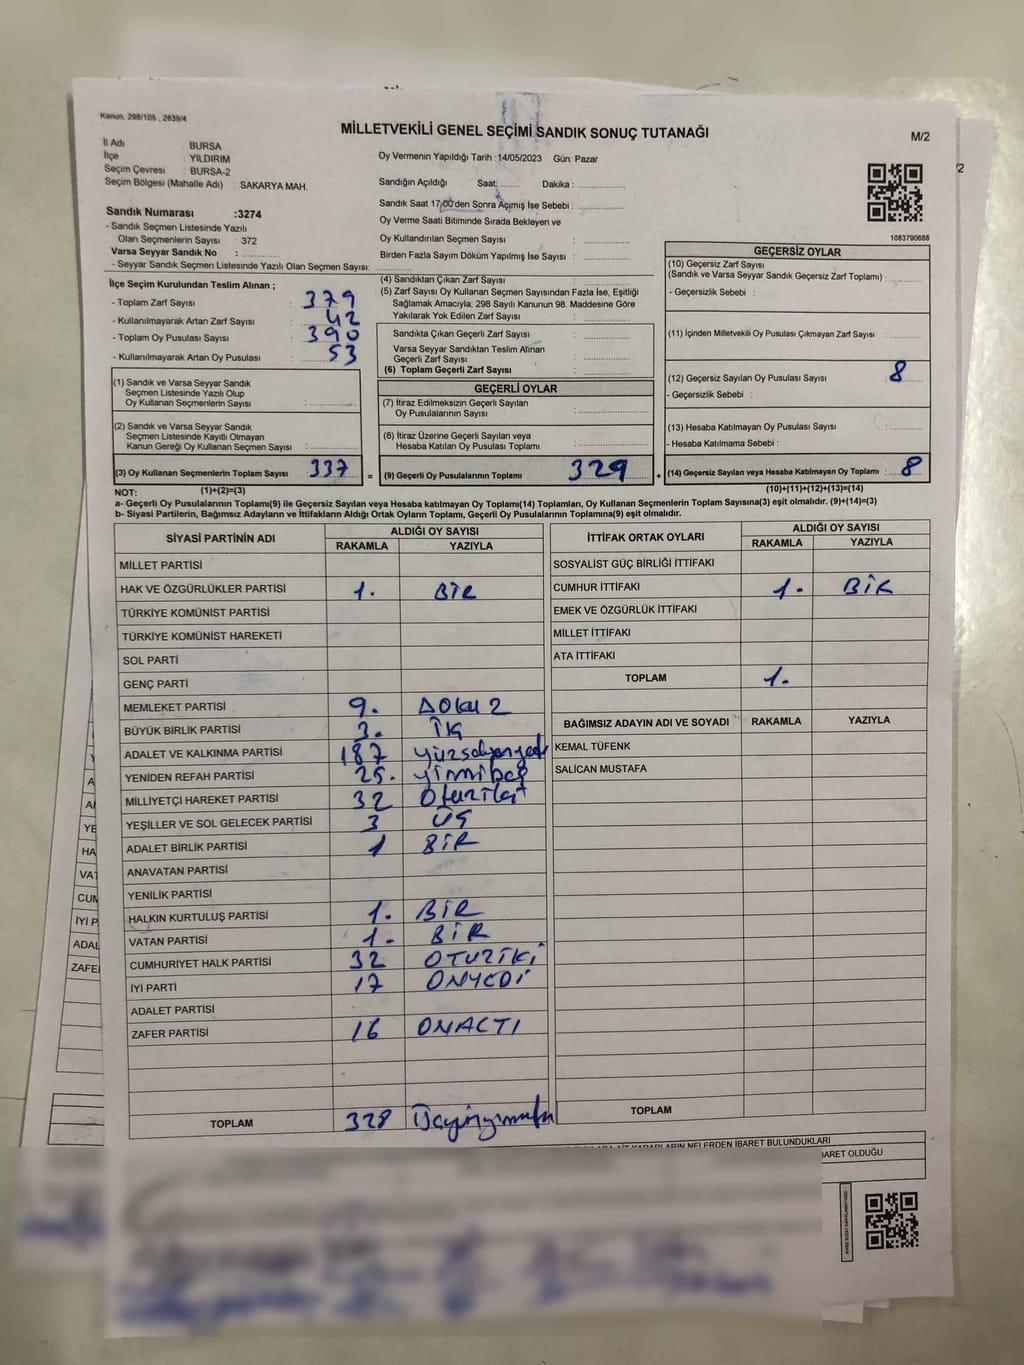 Kanun: 298/105 , 2839/4
MİLLETVEKİLİ GENEL SEÇİMİ SANDIK SONUÇ TUTANAĞI
M/2
İl Adı : BURSA
İlçe : YILDIRIM
Seçim Çevresi : BURSA-2
Seçim Bölgesi (Mahalle Adı) : SAKARYA MAH.
Sandık Numarası :3274
- Sandık Seçmen Listesinde Yazılı
Olan Seçmenlerin Sayısı : 372
Varsa Seyyar Sandık No :
- Seyyar Sandık Seçmen Listesinde Yazılı Olan Seçmen Sayısı:
Oy Vermenin Yapıldığı Tarih :14/05/2023 Gün: Pazar
Sandığın Açıldığı Saat: Dakika :
Sandık Saat 17:00'den Sonra Açımış İse Sebebi :
Oy Verme Saati Bitiminde Sırada Bekleyen ve
Oy Kullandırılan Seçmen Sayısı :
Birden Fazla Sayım Döküm Yapılmış İse Sayısı :
1083790688
İlçe Seçim Kurulundan Teslim Alınan ;
- Toplam Zarf Sayısı : 379
- Kullanılmayarak Artan Zarf Sayısı : 42
- Toplam Oy Pusulası Sayısı : 390
- Kullanılmayarak Artan Oy Pusulası : 53
(1) Sandık ve Varsa Seyyar Sandık
Seçmen Listesinde Yazılı Olup
Oy Kullanan Seçmenlerin Sayısı :
(2) Sandık ve Varsa Seyyar Sandık
Seçmen Listesinde Kayıtlı Olmayan
Kanun Gereği Oy Kullanan Seçmen Sayısı :
(3) Oy Kullanan Seçmenlerin Toplam Sayısı : 337 =
(4) Sandıktan Çıkan Zarf Sayısı :
(5) Zarf Sayısı Oy Kullanan Seçmen Sayısından Fazla İse, Eşitliği
Sağlamak Amacıyla; 298 Sayılı Kanunun 98. Maddesine Göre
Yakılarak Yok Edilen Zarf Sayısı :
Sandıkta Çıkan Geçerli Zarf Sayısı :
Varsa Seyyar Sandıktan Teslim Alınan
Geçerli Zarf Sayısı :
(6) Toplam Geçerli Zarf Sayısı :
GEÇERLİ OYLAR
(7) İtiraz Edilmeksizin Geçerli Sayılan
Oy Pusulalarının Sayısı :
(8) İtiraz Üzerine Geçerli Sayılan veya
Hesaba Katılan Oy Pusulası Toplamı :
(9) Geçerli Oy Pusulalarının Toplamı : 329 +
GEÇERSİZ OYLAR
(10) Geçersiz Zarf Sayısı
(Sandık ve Varsa Seyyar Sandık Geçersiz Zarf Toplamı) :
- Geçersizlik Sebebi :
(11) İçinden Milletvekili Oy Pusulası Çıkmayan Zarf Sayısı :
(12) Geçersiz Sayılan Oy Pusulası Sayısı : 8
- Geçersizlik Sebebi :
(13) Hesaba Katılmayan Oy Pusulası Sayısı :
- Hesaba Katılmama Sebebi :
(14) Geçersiz Sayılan veya Hesaba Katılmayan Oy Toplamı : 8
NOT: (1)+(2)=(3) (10)+(11)+(12)+(13)=(14)
a- Geçerli Oy Pusulalarının Toplamı(9) ile Geçersiz Sayılan veya Hesaba katılmayan Oy Toplamı(14) Toplamları, Oy Kullanan Seçmenlerin Toplam Sayısına(3) eşit olmalıdır. (9)+(14)=(3)
b- Siyasi Partilerin, Bağımsız Adayların ve İttifakların Aldığı Ortak Oyların Toplamı, Geçerli Oy Pusulalarının Toplamına(9) eşit olmalıdır.
SİYASİ PARTİNİN ADI ALDIĞI OY SAYISI
RAKAMLA YAZIYLA
MİLLET PARTİSİ
HAK VE ÖZGÜRLÜKLER PARTİSİ 1. BİR
TÜRKİYE KOMÜNİST PARTİSİ
TÜRKİYE KOMÜNİST HAREKETİ
SOL PARTİ
GENÇ PARTİ
MEMLEKET PARTİSİ 9. DOKUZ
BÜYÜK BİRLİK PARTİSİ 3.
ADALET VE KALKINMA PARTİSİ 187 yüzseksenyedi
YENİDEN REFAH PARTİSİ 25. yirmibeş
MİLLİYETÇİ HAREKET PARTİSİ 32 Otuziki
YEŞİLLER VE SOL GELECEK PARTİSİ 3 ÜÇ
ADALET BİRLİK PARTİSİ 1 BİR
ANAVATAN PARTİSİ
YENİLİK PARTİSİ
HALKIN KURTULUŞ PARTİSİ 1. BİR
VATAN PARTİSİ 1. BİR
CUMHURİYET HALK PARTİSİ 32 OTUZİKİ
İYİ PARTİ 17 ONYEDİ
ADALET PARTİSİ
ZAFER PARTİSİ 16 ONALTI
TOPLAM 328
İTTİFAK ORTAK OYLARI ALDIĞI OY SAYISI
RAKAMLA YAZIYLA
SOSYALİST GÜÇ BİRLİĞİ İTTİFAKI
CUMHUR İTTİFAKI 1. BİR
EMEK VE ÖZGÜRLÜK İTTİFAKI
MİLLET İTTİFAKI
ATA İTTİFAKI
TOPLAM 1.
BAĞIMSIZ ADAYIN ADI VE SOYADI RAKAMLA YAZIYLA
KEMAL TÜFENK
SALİCAN MUSTAFA
TOPLAM
NELERDEN İBARET BULUNDUKLARI
İBARET OLDUĞU